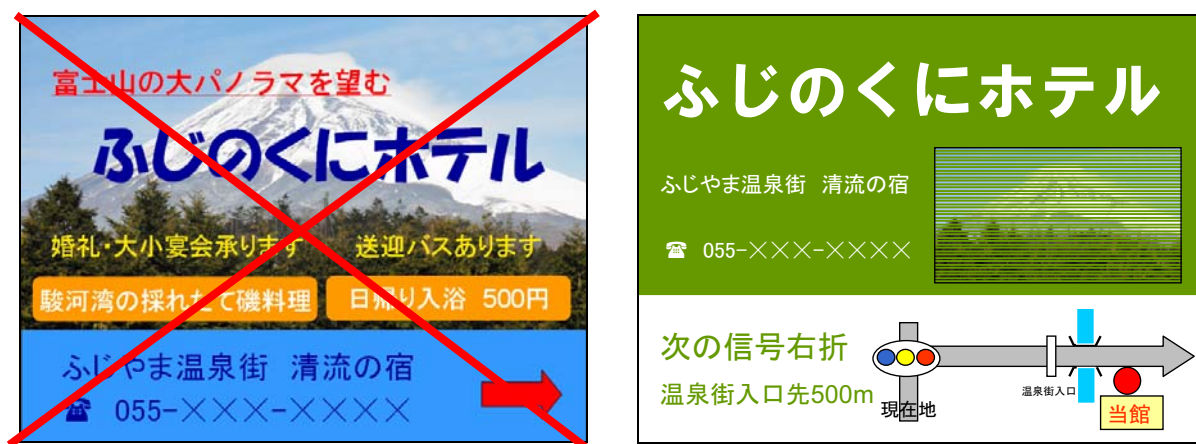 富士山の大パノラマを望む
ふじのくにホテル
婚礼・大小宴会承ります　送迎バスあります
駿河湾の採れたて磯料理　日帰り入浴 500円
ふじやま温泉街　清流の宿
☎ 055-×××-××××
ふじのくにホテル
ふじやま温泉街　清流の宿
☎ 055-×××-××××
次の信号右折
温泉街入口先500m
現在地
温泉街入口
当館